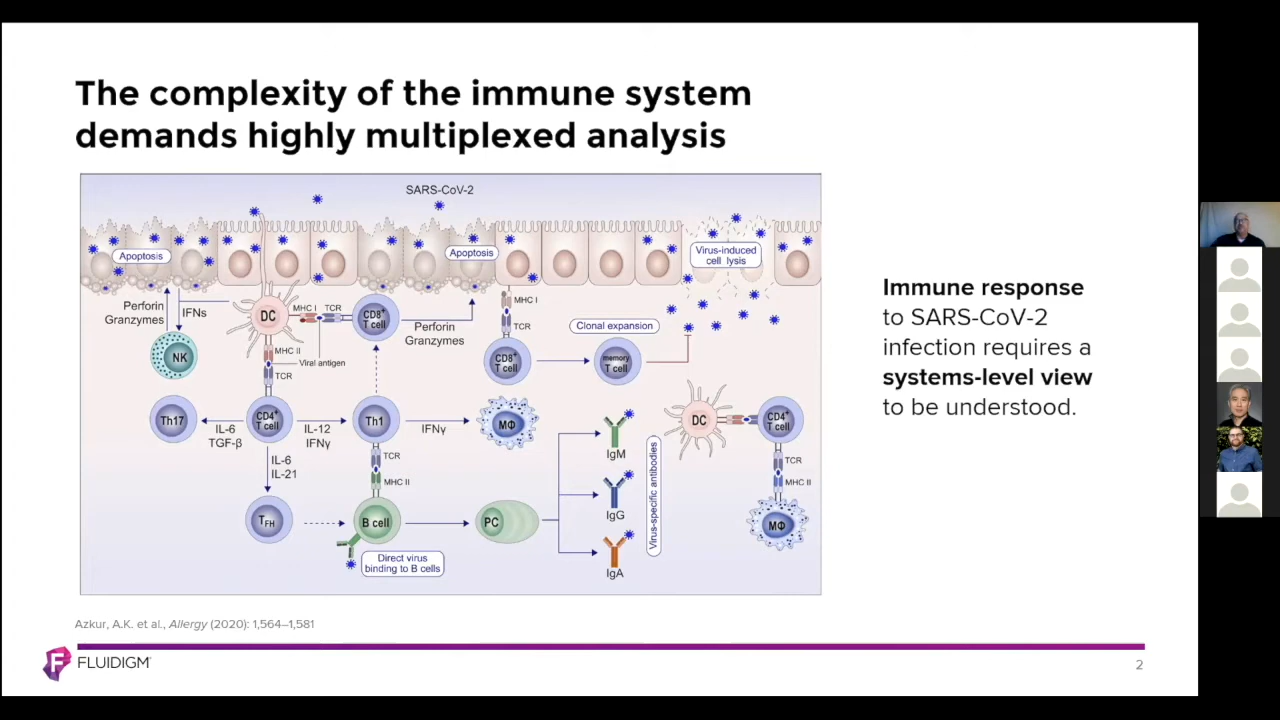 The complexity of the immune system
demands highly multiplexed analysis
SARS-CoV-2
Apoptosis
Apoptosis
Virus-induced
cell lysis
Perforin
Granzymes
IFNs
DC
MHC I
TCR
CD8+
T cell
Perforin
Granzymes
MHC I
TCR
Clonal expansion
NK
MHC II
TCR
Viral antigen
CD8+
T cell
memory
T cell
Th17
IL-6
TGF-β
CD4+
T cell
IL-12
IFNγ
Th1
IFNγ
MΦ
DC
CD4+
T cell
IL-6
IL-21
TCR
MHC II
IgM
TCR
MHC II
TFH
B cell
PC
IgG
Virus-specific antibodies
MΦ
Direct virus
binding to B cells
IgA
Immune response
to SARS-CoV-2
infection requires a
systems-level view
to be understood.
Azkur, A.K. et al., Allergy (2020): 1,564–1,581
F
FLUIDIGM
2